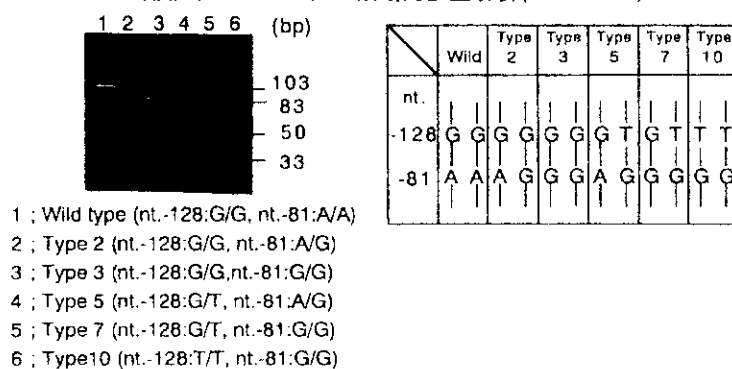 1 2 3 4 5 6 (bp)
103
83
50
33
1 ; Wild type (nt.-128:G/G, nt.-81:A/A)
2 ; Type 2 (nt.-128:G/G, nt.-81:A/G)
3 ; Type 3 (nt.-128:G/G,nt.-81:G/G)
4 ; Type 5 (nt.-128:G/T, nt.-81:A/G)
5 ; Type 7 (nt.-128:G/T, nt.-81:G/G)
6 ; Type10 (nt.-128:T/T, nt.-81:G/G)
Wild Type 2 Type 3 Type 5 Type 7 Type 10
nt.
-128 G G G G G G G T G T T T
-81 A A A G G G A G G G G G